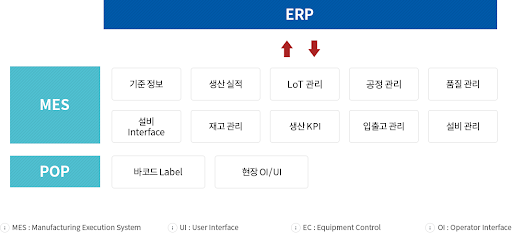 ERP
MES
기준 정보
생산 실적
LoT 관리
공정 관리
품질 관리
설비
Interface
재고 관리
생산 KPI
입출고 관리
설비 관리
POP
바코드 Label
현장 OI/UI
i MES : Manufacturing Execution System
i UI : User Interface
i EC : Equipment Control
i OI : Operator Interface